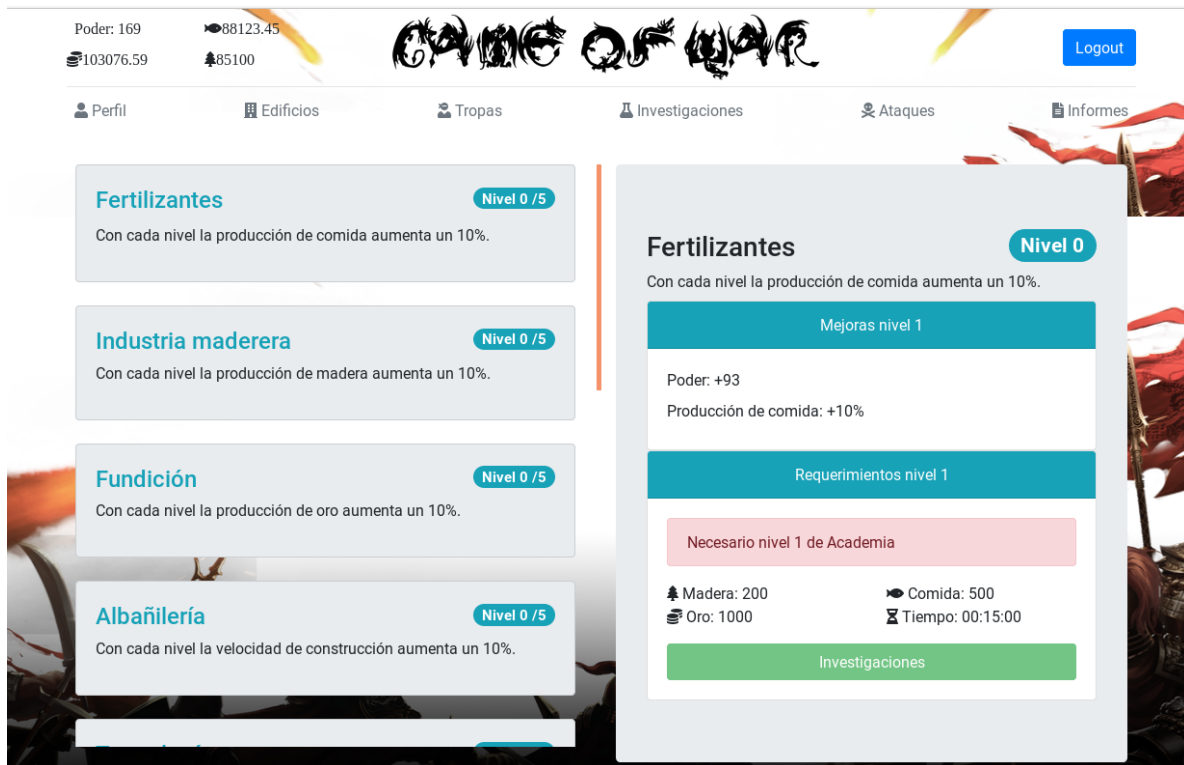 Poder: 169
88123.45
103076.59
85100
GAME OF WAR
Logout
Perfil
Edificios
Tropas
Investigaciones
Ataques
Informes
Fertilizantes
Nivel 0 /5
Con cada nivel la producción de comida aumenta un 10%.
Industria maderera
Nivel 0 /5
Con cada nivel la producción de madera aumenta un 10%.
Fundición
Nivel 0 /5
Con cada nivel la producción de oro aumenta un 10%.
Albañilería
Nivel 0 /5
Con cada nivel la velocidad de construcción aumenta un 10%.
Fertilizantes
Nivel 0
Con cada nivel la producción de comida aumenta un 10%.
Mejoras nivel 1
Poder: +93
Producción de comida: +10%
Requerimientos nivel 1
Necesario nivel 1 de Academia
Madera: 200
Comida: 500
Oro: 1000
Tiempo: 00:15:00
Investigaciones